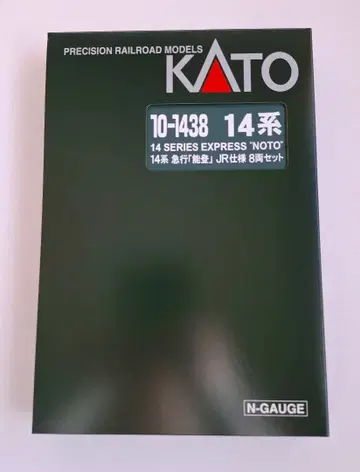 PRECISION RAILROAD MODELS
KATO
10-1438 14系
14 SERIES EXPRESS "NOTO"
14系 急行「能登」 JR仕様 8両セット
N-GAUGE